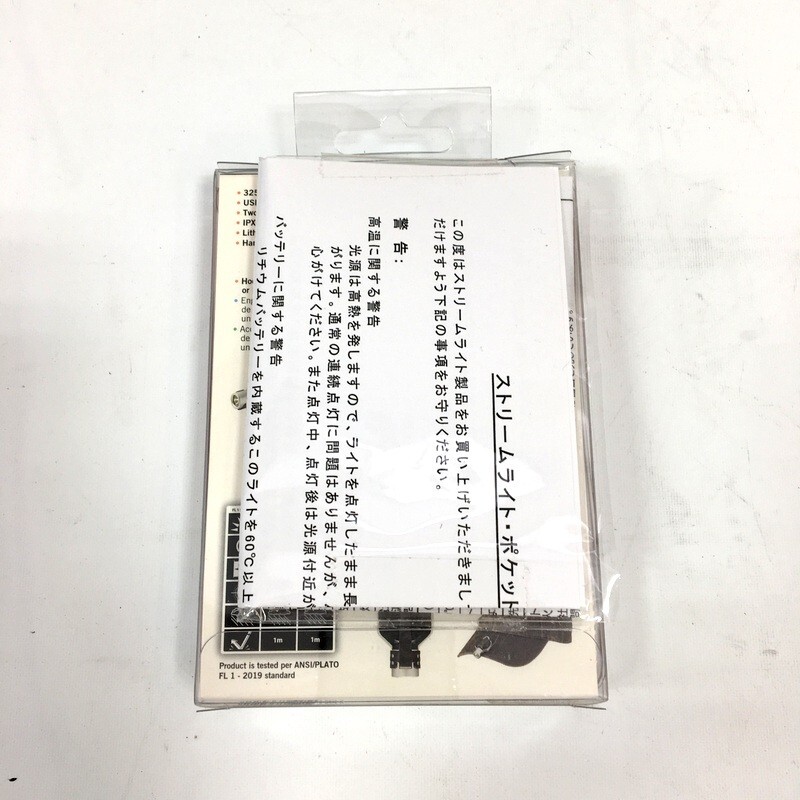 ストリームライト・ポケット
この度はストリームライト製品をお買い上げいただきまし
だけますよう下記の事項をお守りください。
警 告：
高温に関する警告
光源は高熱を発しますので、ライトを点灯したまま長
がります。通常の連続点灯に問題はありませんが、
心がけてください。また点灯中、点灯後は光源付近が
バッテリーに関する警告
リチウムバッテリーを内蔵するこのライトを60℃以上
• 325
• USB
• Two
• IPX
• Lith
• Har
• Hoo
or
• Enp
de
un
• Acc
de
un
1m 1m
Product is tested per ANSI/PLATO
FL 1 - 2019 standard